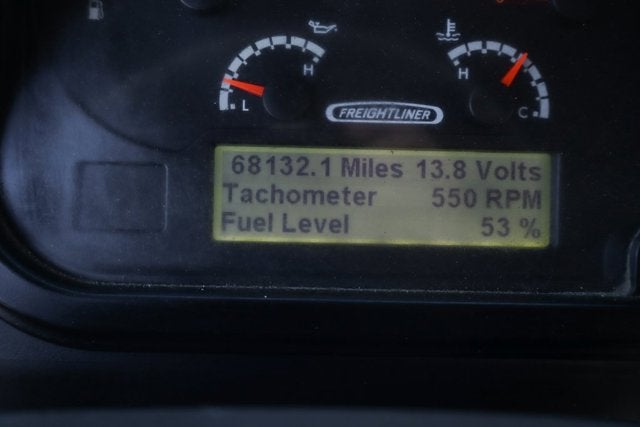 H
H
L
C
FREIGHTLINER
68132.1 Miles 13.8 Volts
Tachometer 550 RPM
Fuel Level 53 %